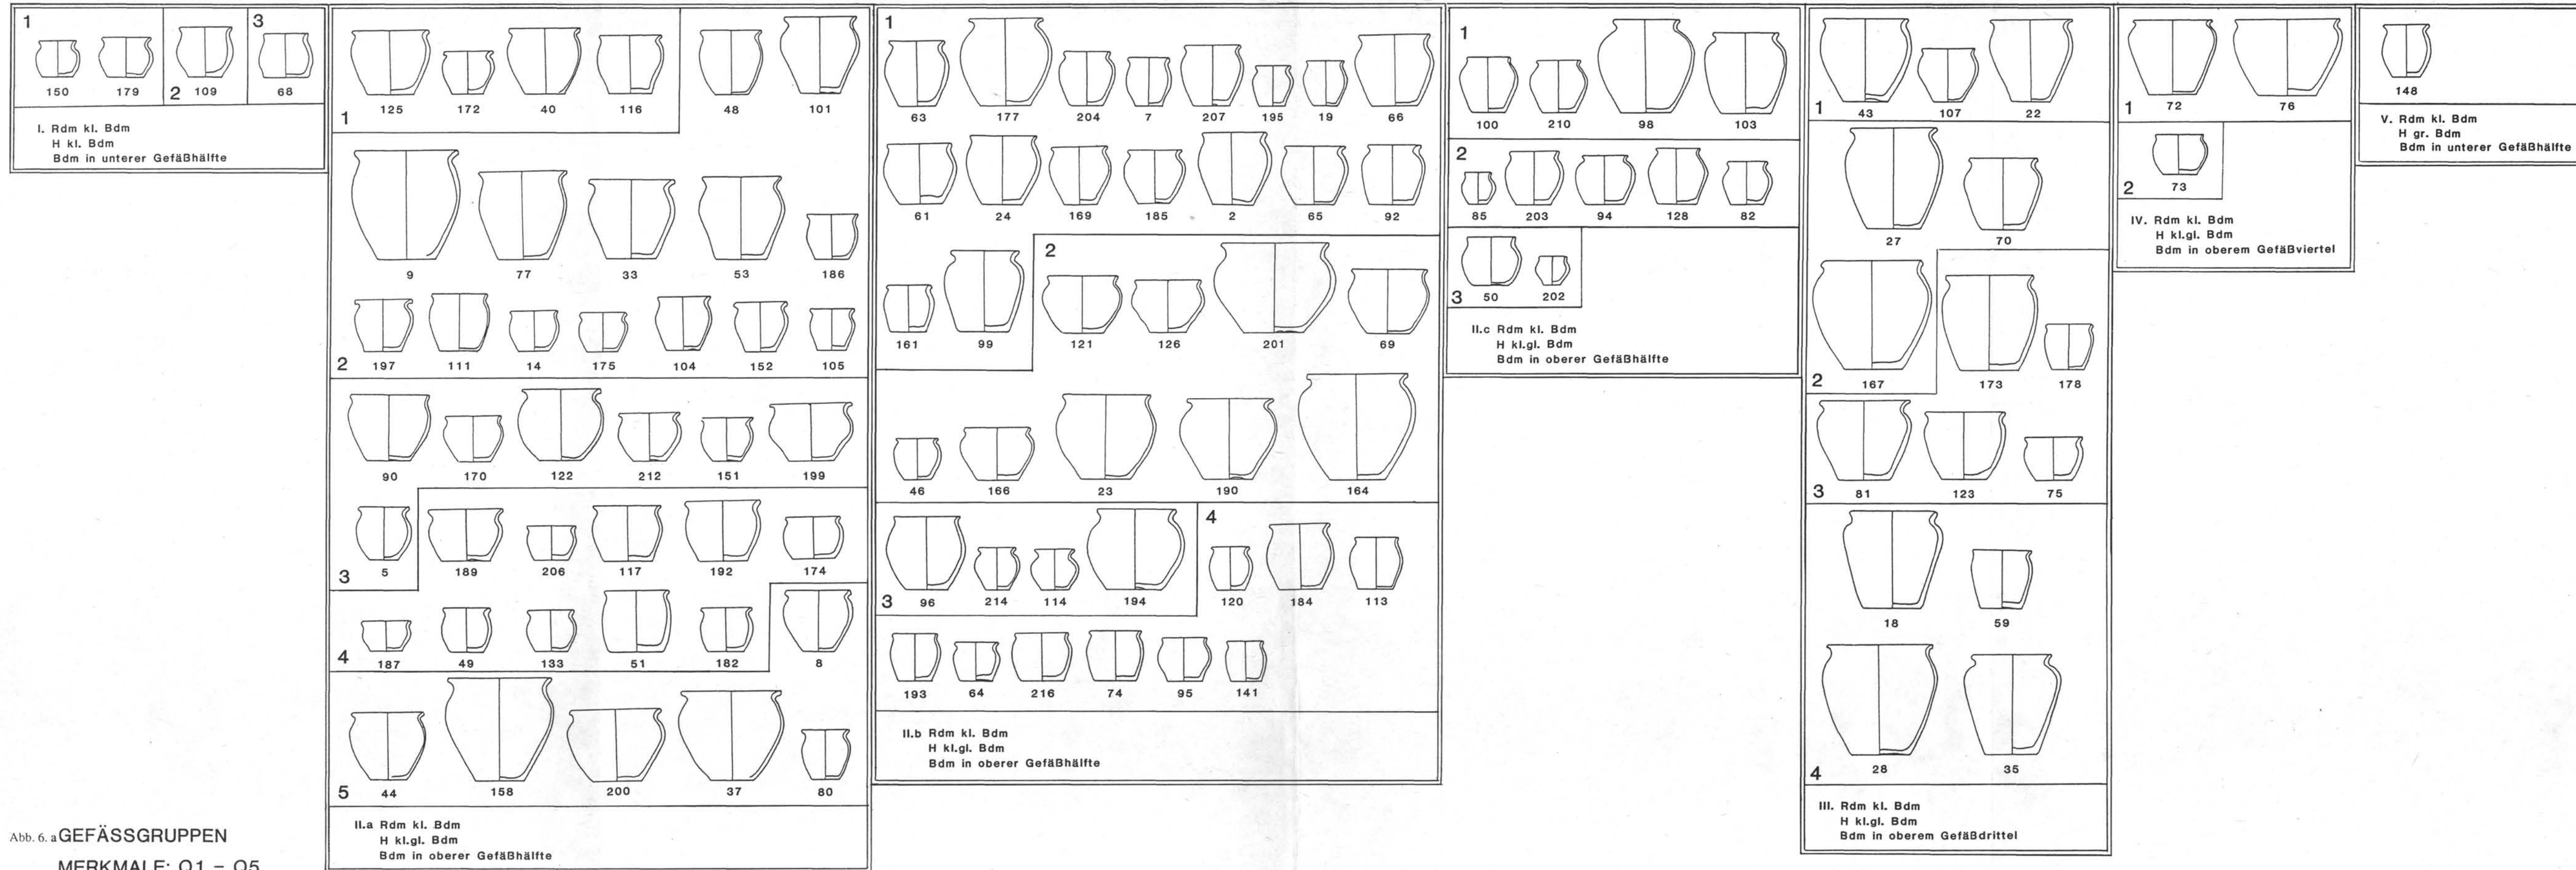 1
3
150 179
2 109
68
I. Rdm kl. Bdm
H kl. Bdm
Bdm in unterer Gefäßhälfte
125 172 40 116 48 101
1
9 77 33 53 186
2 197 111 14 175 104 152 105
90 170 122 212 151 199
3 5 189 206 117 192 174
4 187 49 133 51 182 8
5 44 158 200 37 80
II.a Rdm kl. Bdm
H kl.gl. Bdm
Bdm in oberer Gefäßhälfte
1
63 177 204 7 207 195 19 66
61 24 169 185 2 65 92
2
161 99 121 126 201 69
46 166 23 190 164
4
3 96 214 114 194 120 184 113
193 64 216 74 95 141
II.b Rdm kl. Bdm
H kl.gl. Bdm
Bdm in oberer Gefäßhälfte
1
100 210 98 103
2
85 203 94 128 82
3 50 202
II.c Rdm kl. Bdm
H kl.gl. Bdm
Bdm in oberer Gefäßhälfte
1 43 107 22
27 70
2 167 173 178
3 81 123 75
18 59
28 35
4
III. Rdm kl. Bdm
H kl.gl. Bdm
Bdm in oberem Gefäßdrittel
1 72 76
2 73
IV. Rdm kl. Bdm
H kl.gl. Bdm
Bdm in oberem Gefäßviertel
148
V. Rdm kl. Bdm
H gr. Bdm
Bdm in unterer Gefäßhälfte
Abb. 6. a GEFÄSSGRUPPEN
MERKMALE: Q1 – Q5